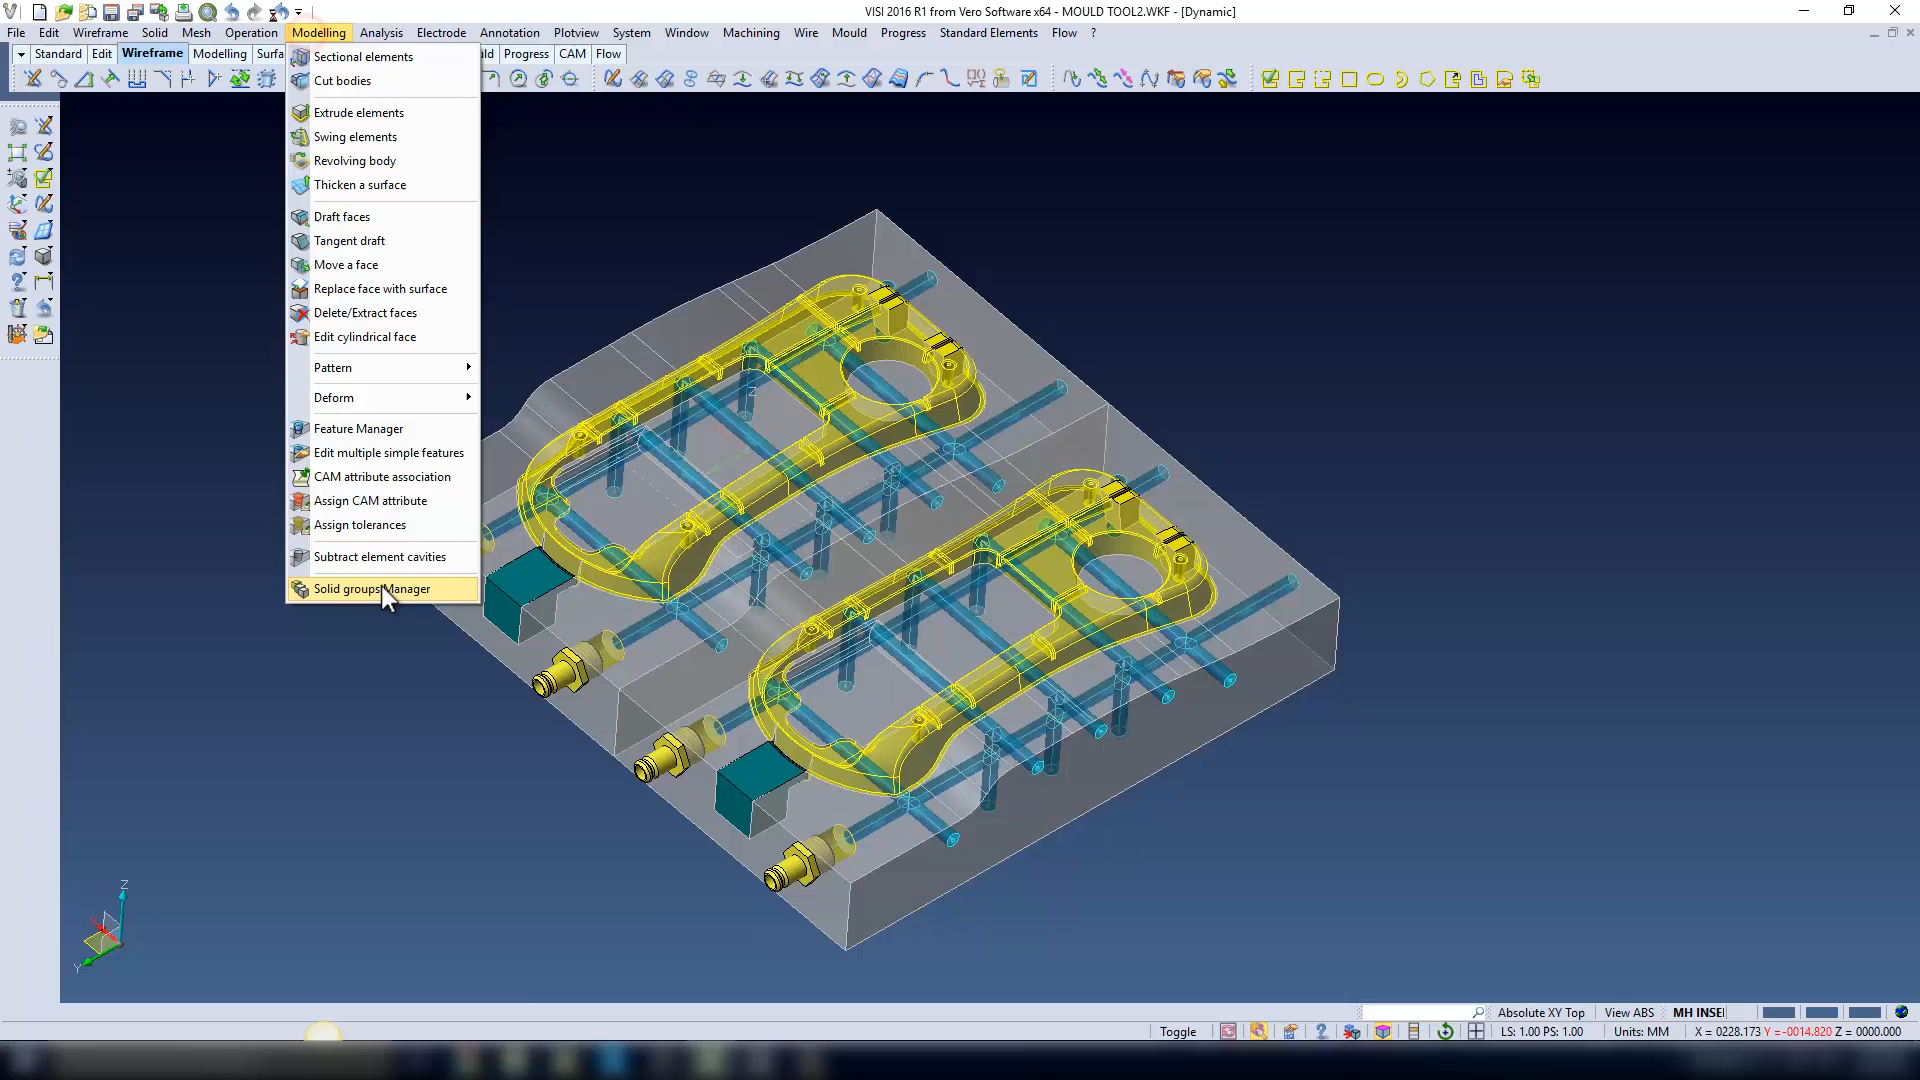 VISI 2016 R1 from Vero Software x64 - MOULD TOOL2.WKF - [Dynamic]
File Edit Wireframe Solid Mesh Operation Modelling Analysis Electrode Annotation Plotview System Window Machining Wire Mould Progress Standard Elements Flow ?
Standard Edit Wireframe Modelling Surfa ld Progress CAM Flow
Sectional elements
Cut bodies
Extrude elements
Swing elements
Revolving body
Thicken a surface
Draft faces
Tangent draft
Move a face
Replace face with surface
Delete/Extract faces
Edit cylindrical face
Pattern
Deform
Feature Manager
Edit multiple simple features
CAM attribute association
Assign CAM attribute
Assign tolerances
Subtract element cavities
Solid groups Manager
Z
Z
X
Y
Absolute XY Top View ABS MH INSEI
Toggle LS: 1.00 PS: 1.00 Units: MM X = 0228.173 Y =-0014.820 Z = 0000.000